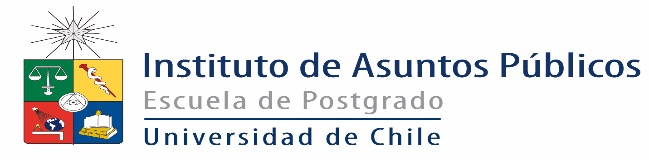 Instituto de Asuntos Públicos
Escuela de Postgrado
Universidad de Chile